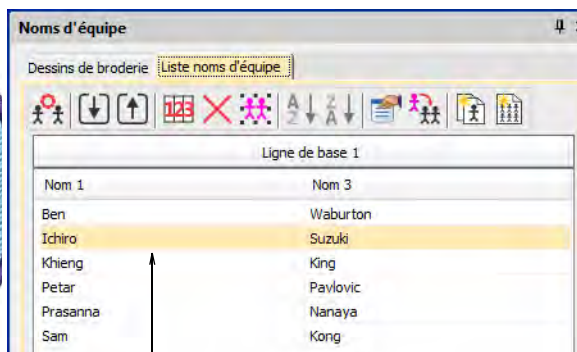 Noms d'équipe
Dessins de broderie Liste noms d'équipe
123 A Z Z A
Ligne de base 1
Nom 1 Nom 3
Ben Waburton
Ichiro Suzuki
Khieng King
Petar Pavlovic
Prasanna Nanaya
Sam Kong